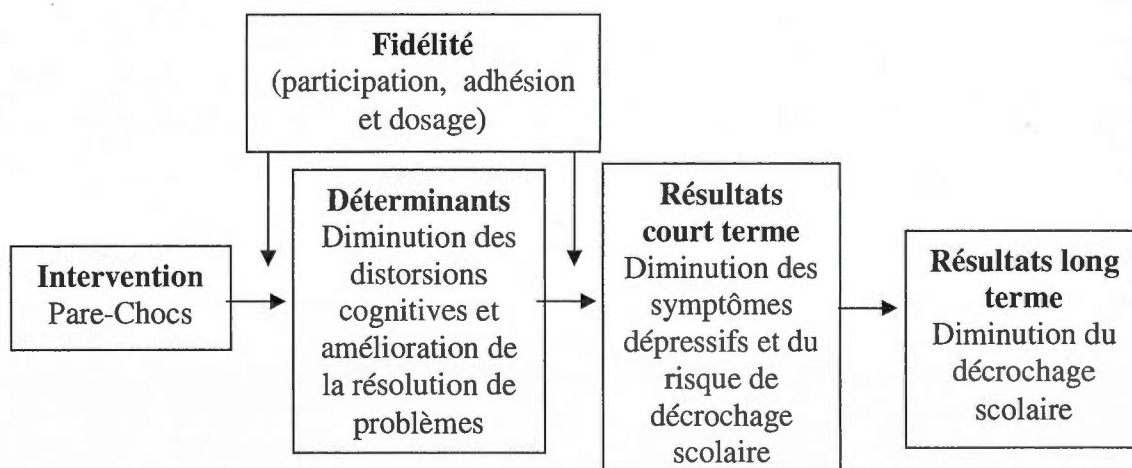 Fidélité
(participation, adhésion
et dosage)
Intervention
Pare-Chocs
Déterminants
Diminution des
distorsions
cognitives et
amélioration de
la résolution de
problèmes
Résultats
court terme
Diminution des
symptômes
dépressifs et du
risque de
décrochage
scolaire
Résultats long
terme
Diminution du
décrochage
scolaire